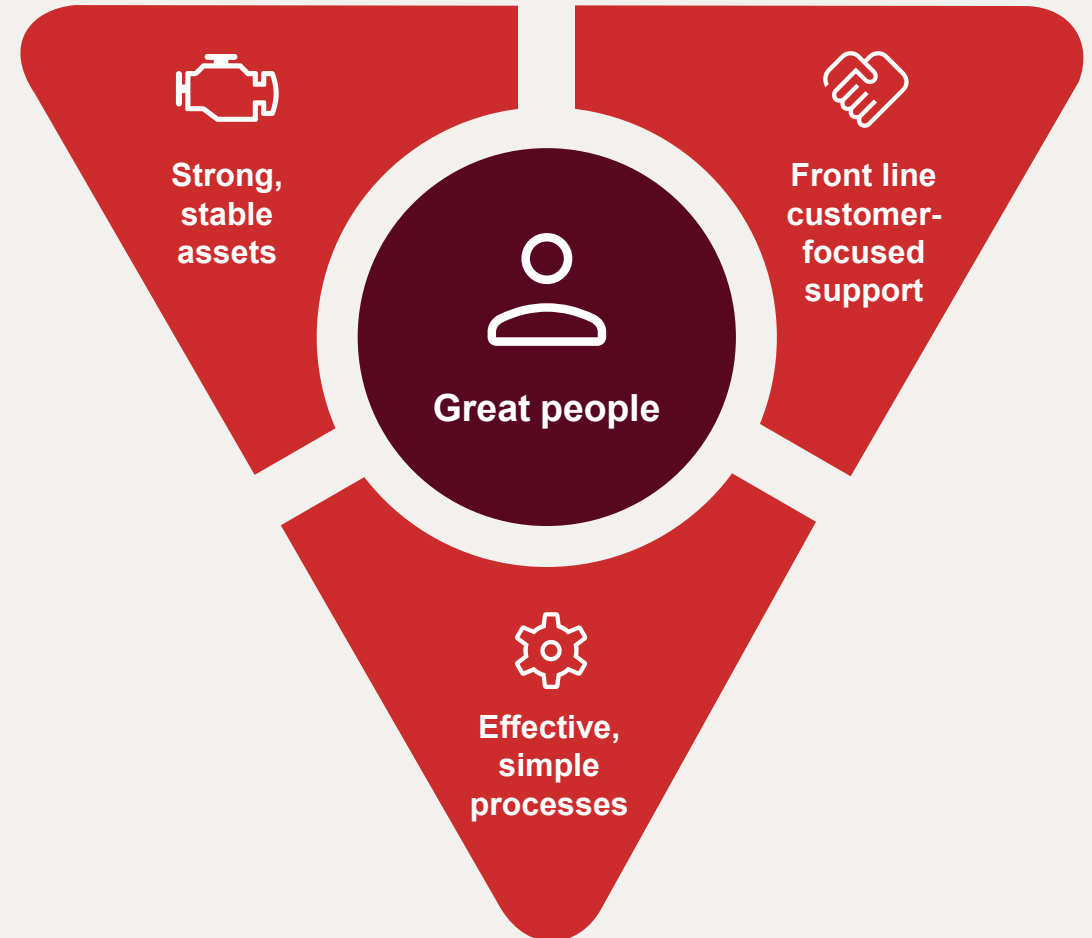 Strong,
stable
assets
Front line
customer-
focused
support
Great people
Effective,
simple
processes